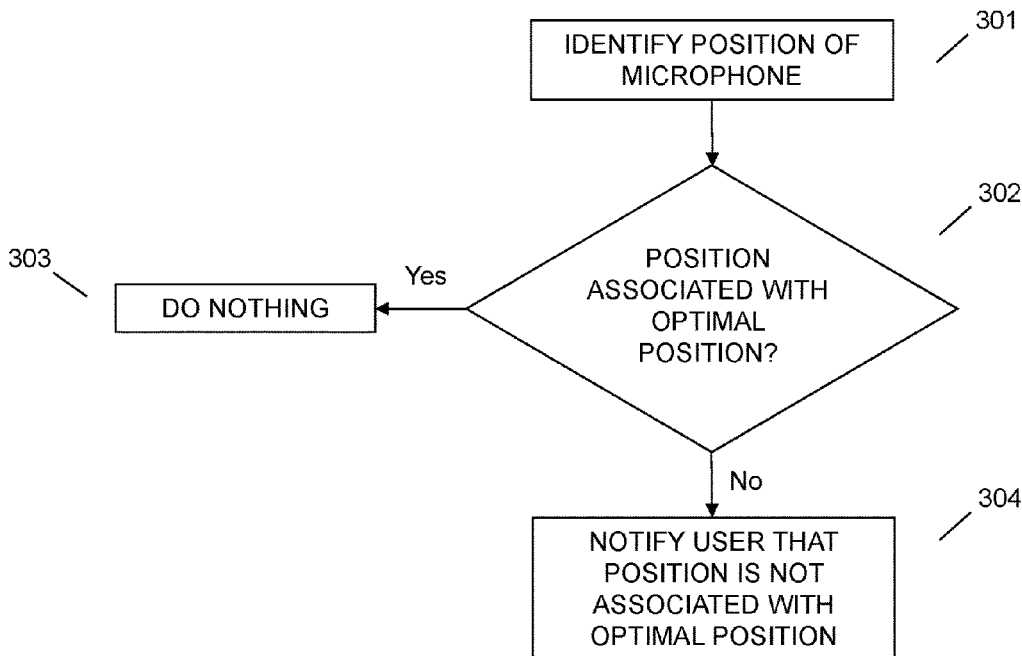 301
IDENTIFY POSITION OF
MICROPHONE
302
POSITION
ASSOCIATED WITH
OPTIMAL
POSITION?
303
Yes
DO NOTHING
No
304
NOTIFY USER THAT
POSITION IS NOT
ASSOCIATED WITH
OPTIMAL POSITION